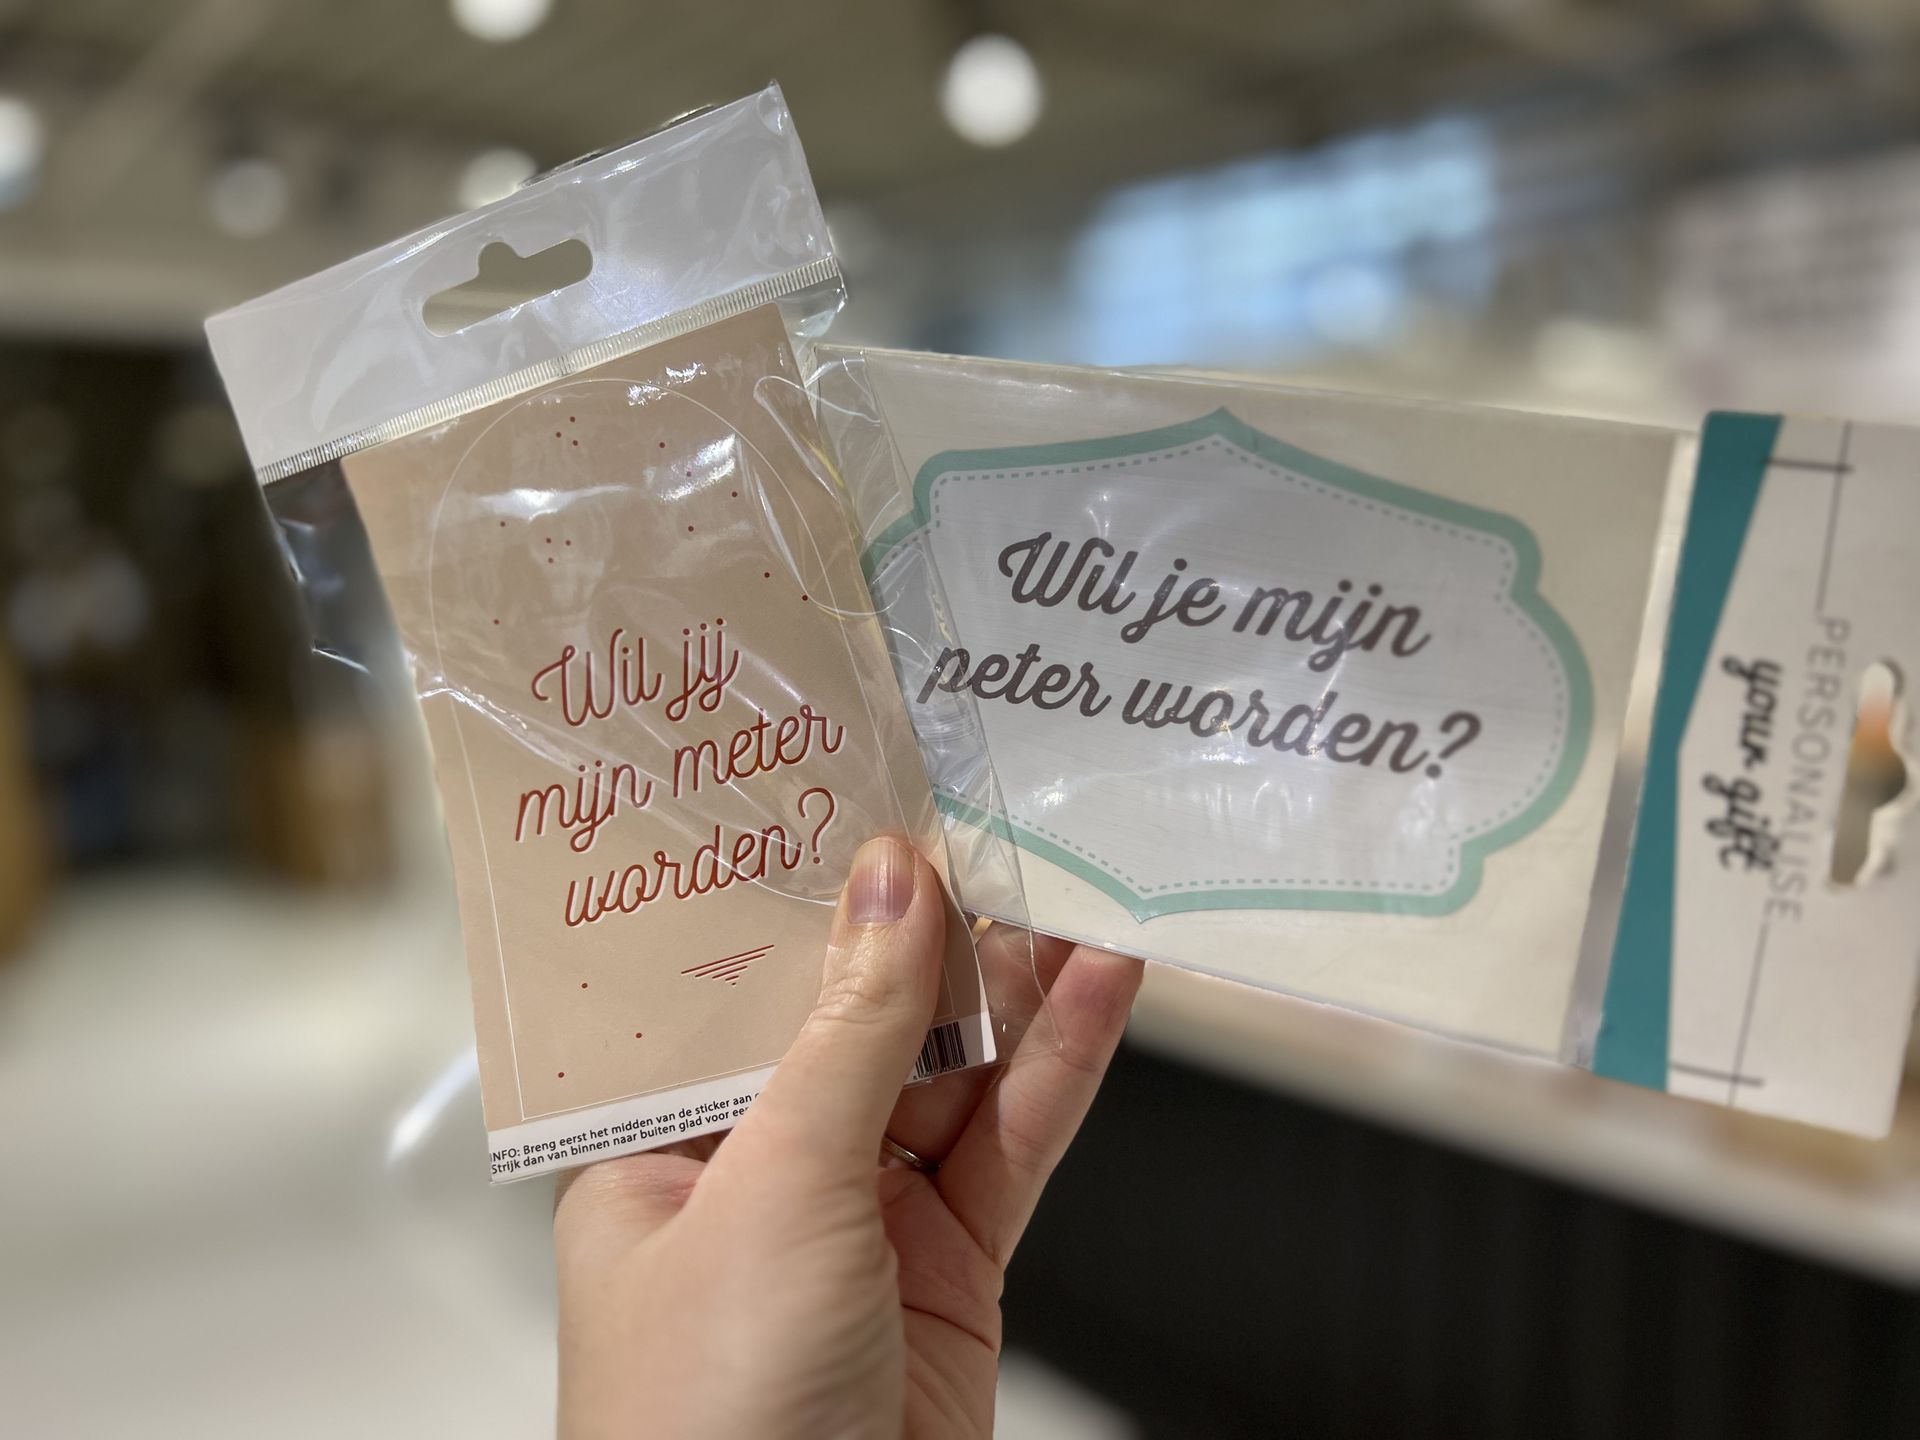 Wil jij
mijn meter
worden?
INFO: Breng eerst het midden van de sticker aan
Strijk dan van binnen naar buiten glad voor
Wil je mijn
peter worden?
PERSONALISE
your gift